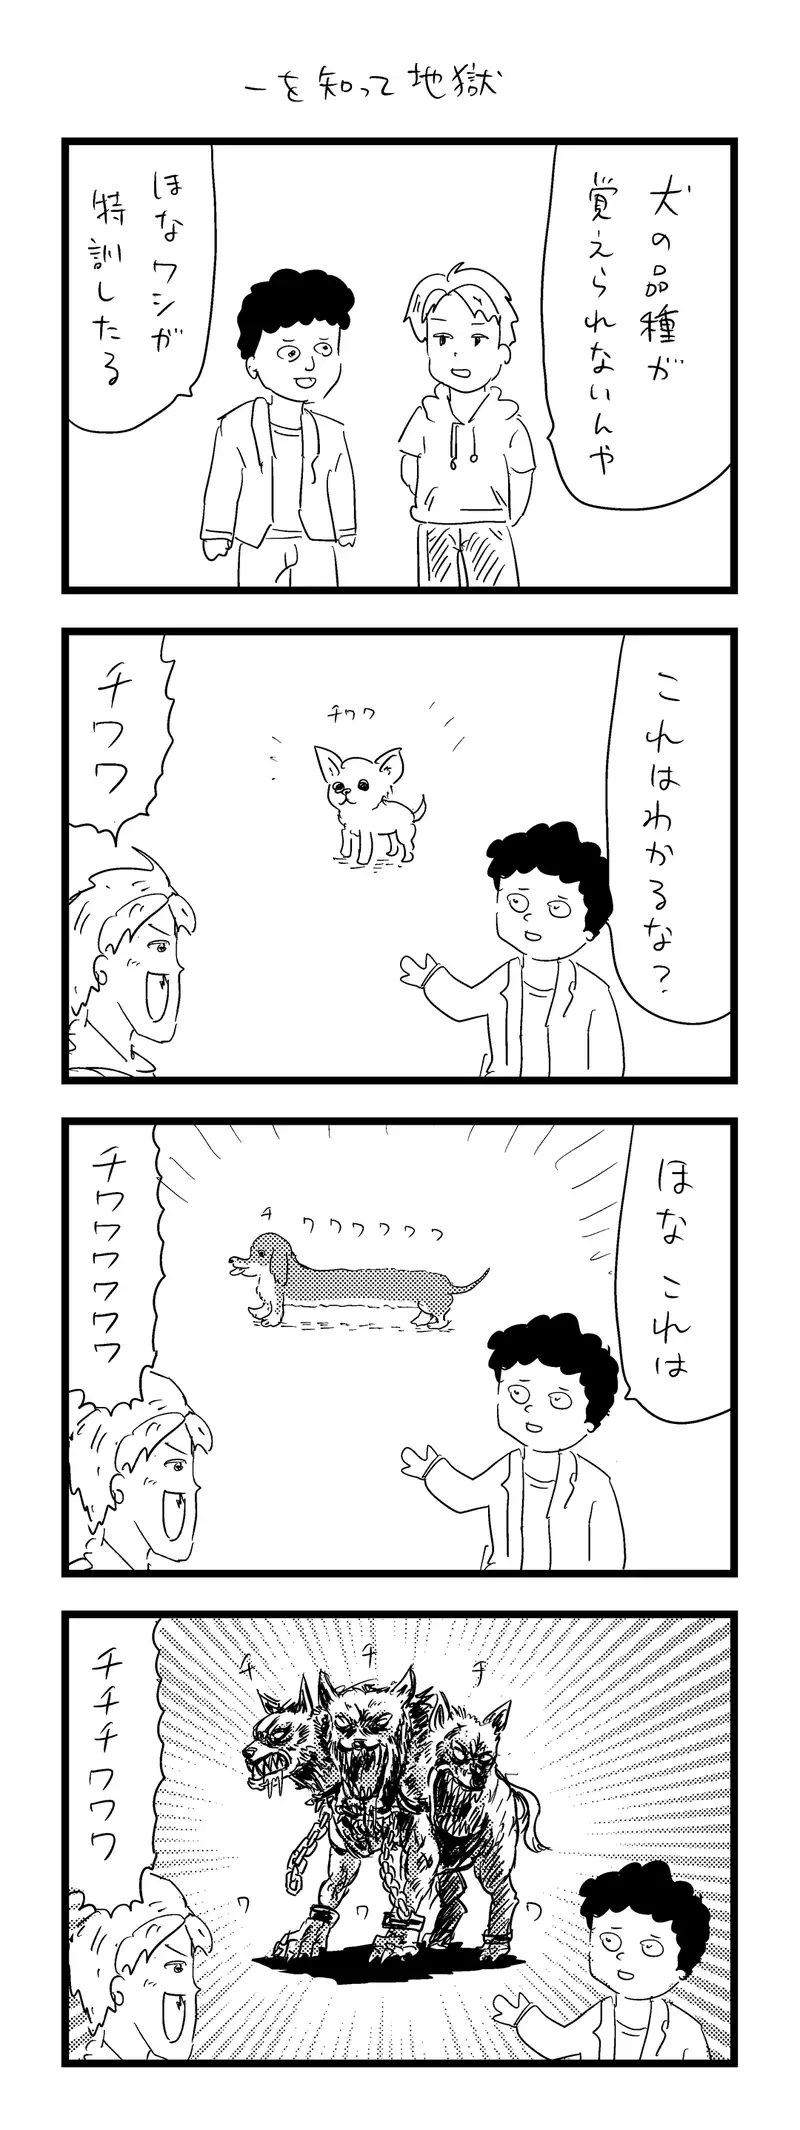 一を知って地獄
犬の品種が
覚えられないんや
ほなワシが
特訓したる
これはわかるな?
チワワ
チワワ
ほなこれは
チワワワワワワ
チワワワワワワ
チ
チ
チ
ワ
ワ
ワ
チチチワワワ